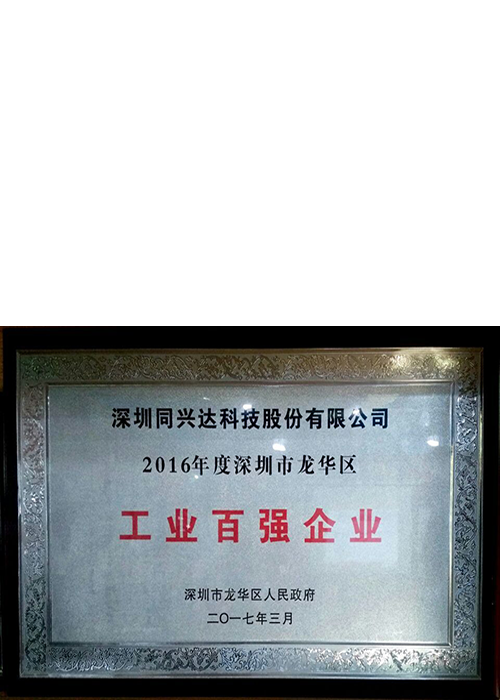 深圳同兴达科技股份有限公司
2016年度深圳市龙华区
工业百强企业
深圳市龙华区人民政府
二〇一七年三月